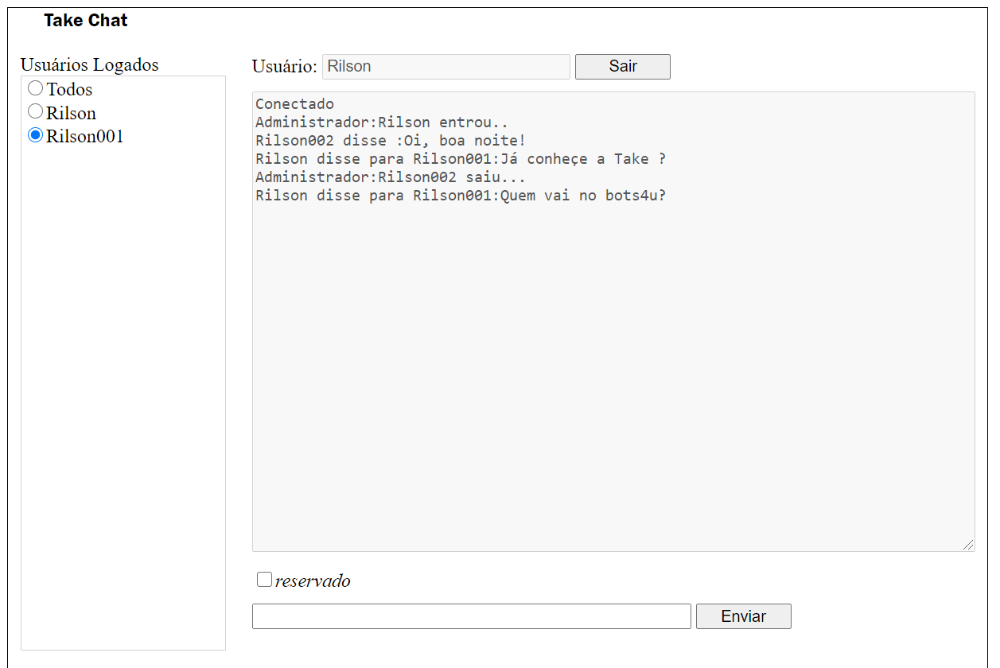 Take Chat
Usuários Logados
Todos
Rilson
Rilson001
Usuário: Rilson Sair
Conectado
Administrador:Rilson entrou..
Rilson002 disse :Oi, boa noite!
Rilson disse para Rilson001:Já conheçe a Take ?
Administrador:Rilson002 saiu...
Rilson disse para Rilson001:Quem vai no bots4u?
reservado
Enviar